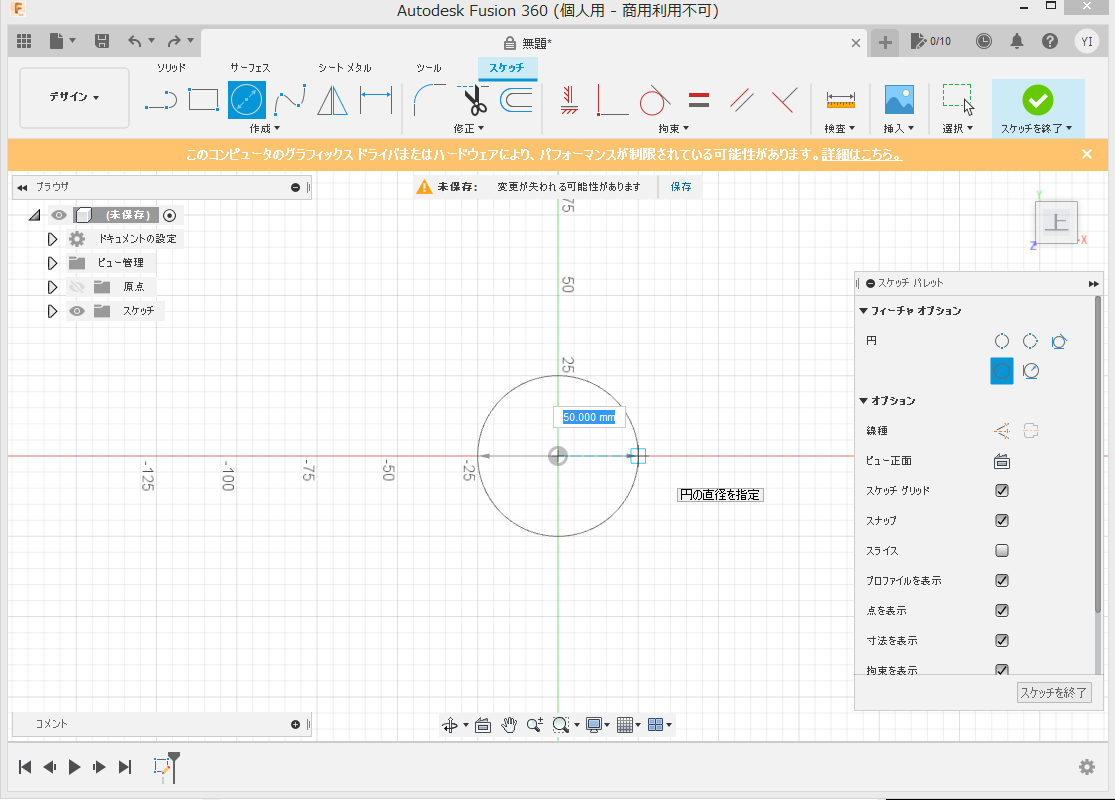 Autodesk Fusion 360 (個人用 - 商用利用不可)
無題*
0/10
YI
ソリッド サーフェス シート メタル ツール スケッチ
デザイン
作成 修正 拘束 検査 挿入 選択 スケッチを終了
このコンピュータのグラフィックス ドライバまたはハードウェアにより、パフォーマンスが制限されている可能性があります。詳細はこちら。
ブラウザ
未保存: 変更が失われる可能性があります 保存
(未保存)
ドキュメントの設定
ビュー管理
原点
スケッチ
75
50
25
-125
-100
-75
-50
-25
50.000 mm
円の直径を指定
Y
上
Z
X
スケッチ パレット
フィーチャ オプション
円
オプション
線種
ビュー正面
スケッチ グリッド
スナップ
スライス
プロファイルを表示
点を表示
寸法を表示
拘束を表示
スケッチを終了
コメント